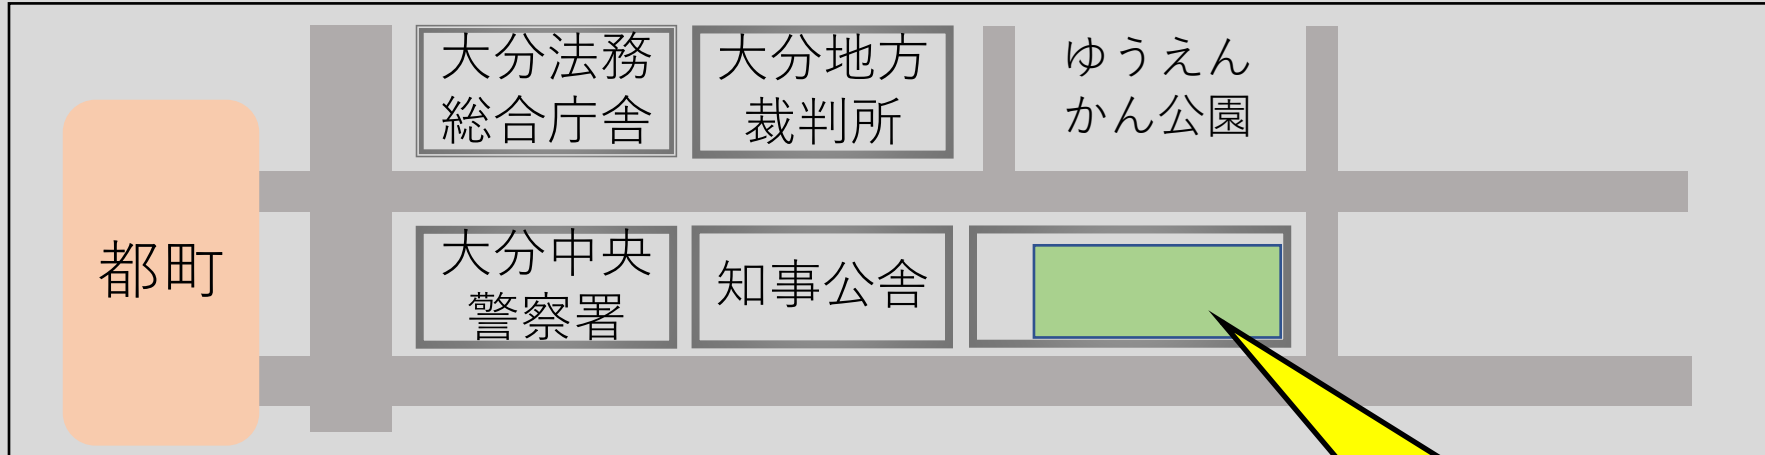 大分法務
総合庁舎
大分地方
裁判所
ゆうえん
かん公園
都町
大分中央
警察署
知事公舎